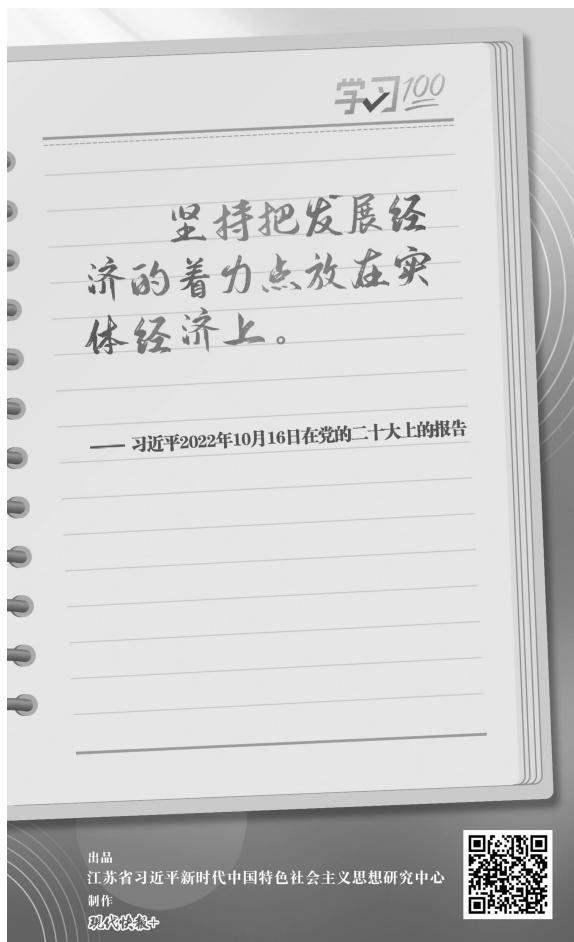 学习100
坚持把发展经
济的着力点放在实
体经济上。
—— 习近平2022年10月16日在党的二十大上的报告
出品
江苏省习近平新时代中国特色社会主义思想研究中心
制作
现代快报+